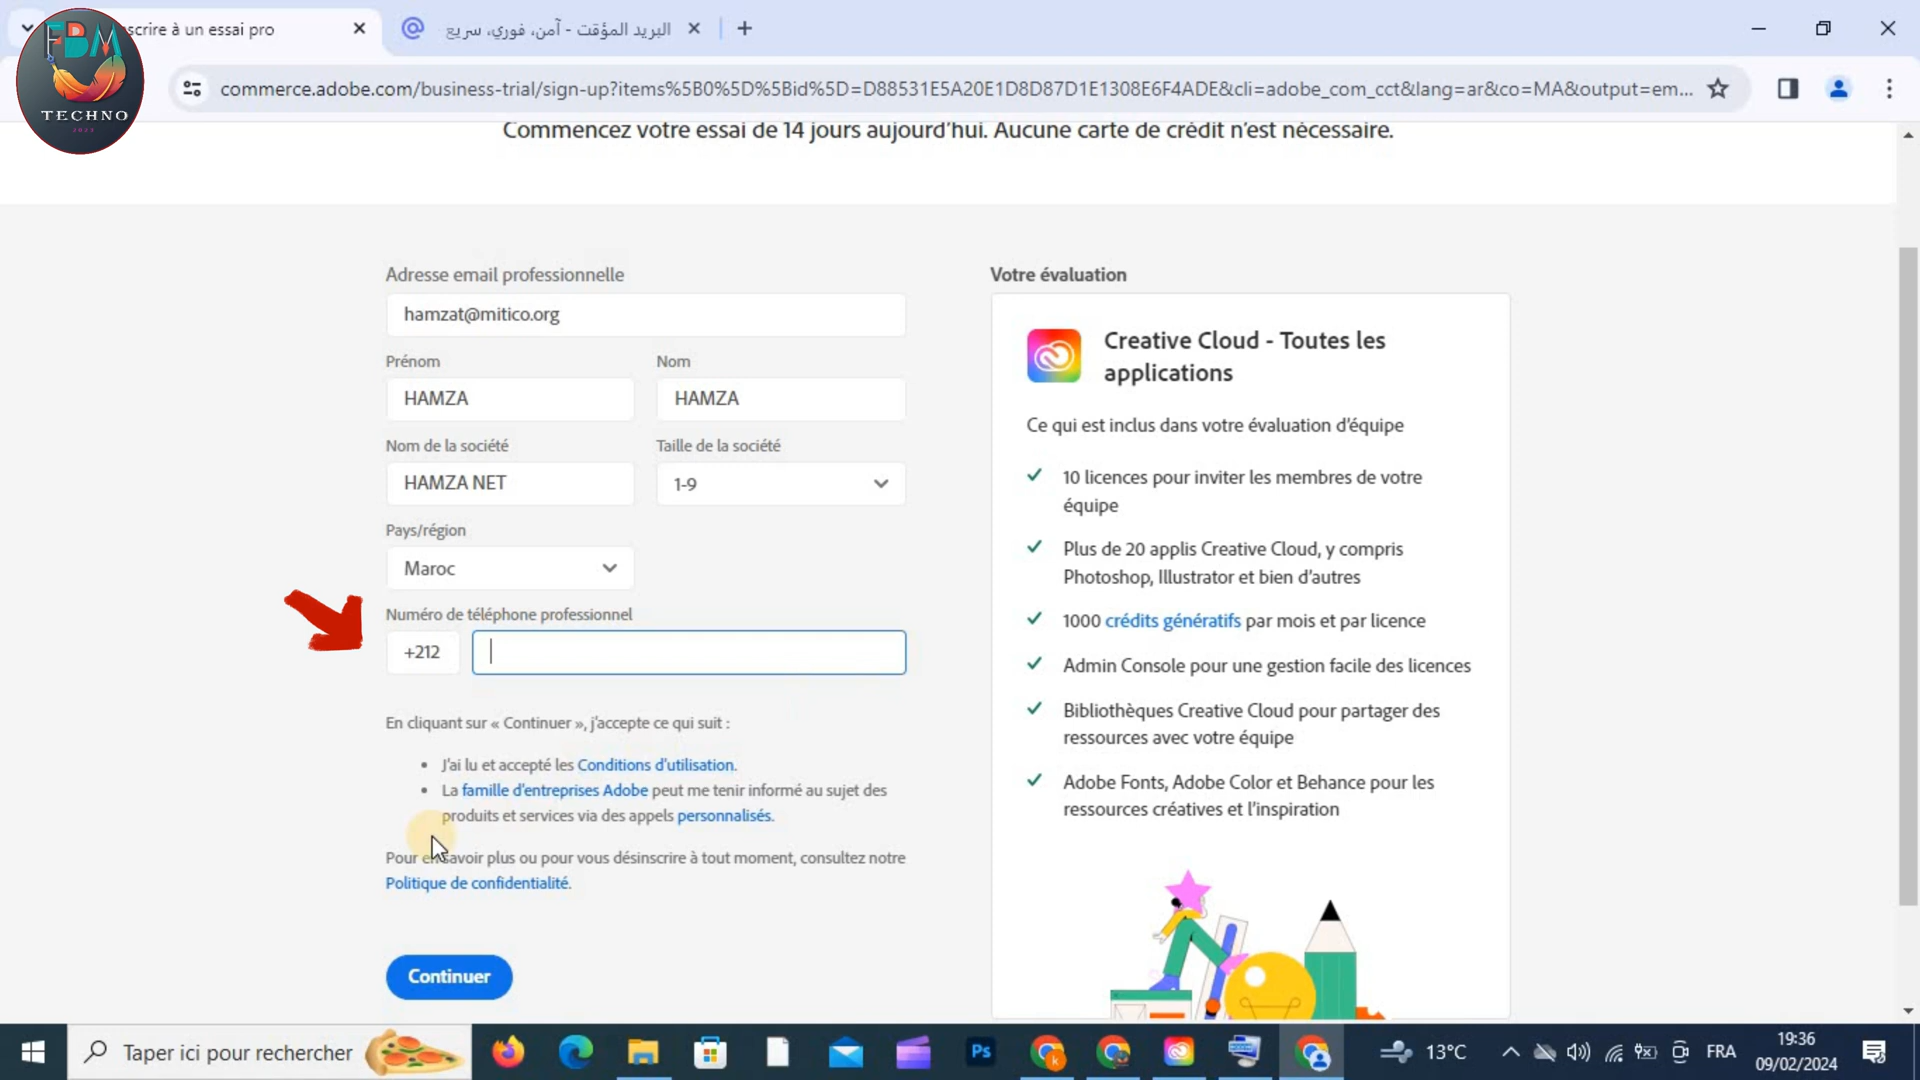 scrire à un essai pro
البريد المؤقت - آمن، فوري، سريع
commerce.adobe.com/business-trial/sign-up?items%5B0%5D%5Bid%5D=D88531E5A20E1D8D87D1E1308E6F4ADE&cli=adobe_com_cct&lang=ar&co=MA&output=em...
FBM
TECHNO
2023
Commencez votre essai de 14 jours aujourd'hui. Aucune carte de crédit n'est nécessaire.
Adresse email professionnelle
hamzat@mitico.org
Prénom
Nom
HAMZA
HAMZA
Nom de la société
Taille de la société
HAMZA NET
1-9
Pays/région
Maroc
Numéro de téléphone professionnel
+212
En cliquant sur « Continuer », j'accepte ce qui suit :
• J'ai lu et accepté les Conditions d'utilisation.
• La famille d'entreprises Adobe peut me tenir informé au sujet des
produits et services via des appels personnalisés.
Pour en savoir plus ou pour vous désinscrire à tout moment, consultez notre
Politique de confidentialité.
Continuer
Votre évaluation
Creative Cloud - Toutes les
applications
Ce qui est inclus dans votre évaluation d'équipe
10 licences pour inviter les membres de votre
équipe
Plus de 20 applis Creative Cloud, y compris
Photoshop, Illustrator et bien d'autres
1000 crédits génératifs par mois et par licence
Admin Console pour une gestion facile des licences
Bibliothèques Creative Cloud pour partager des
ressources avec votre équipe
Adobe Fonts, Adobe Color et Behance pour les
ressources créatives et l'inspiration
Taper ici pour rechercher
Ps
k
13°C
FRA
19:36
09/02/2024